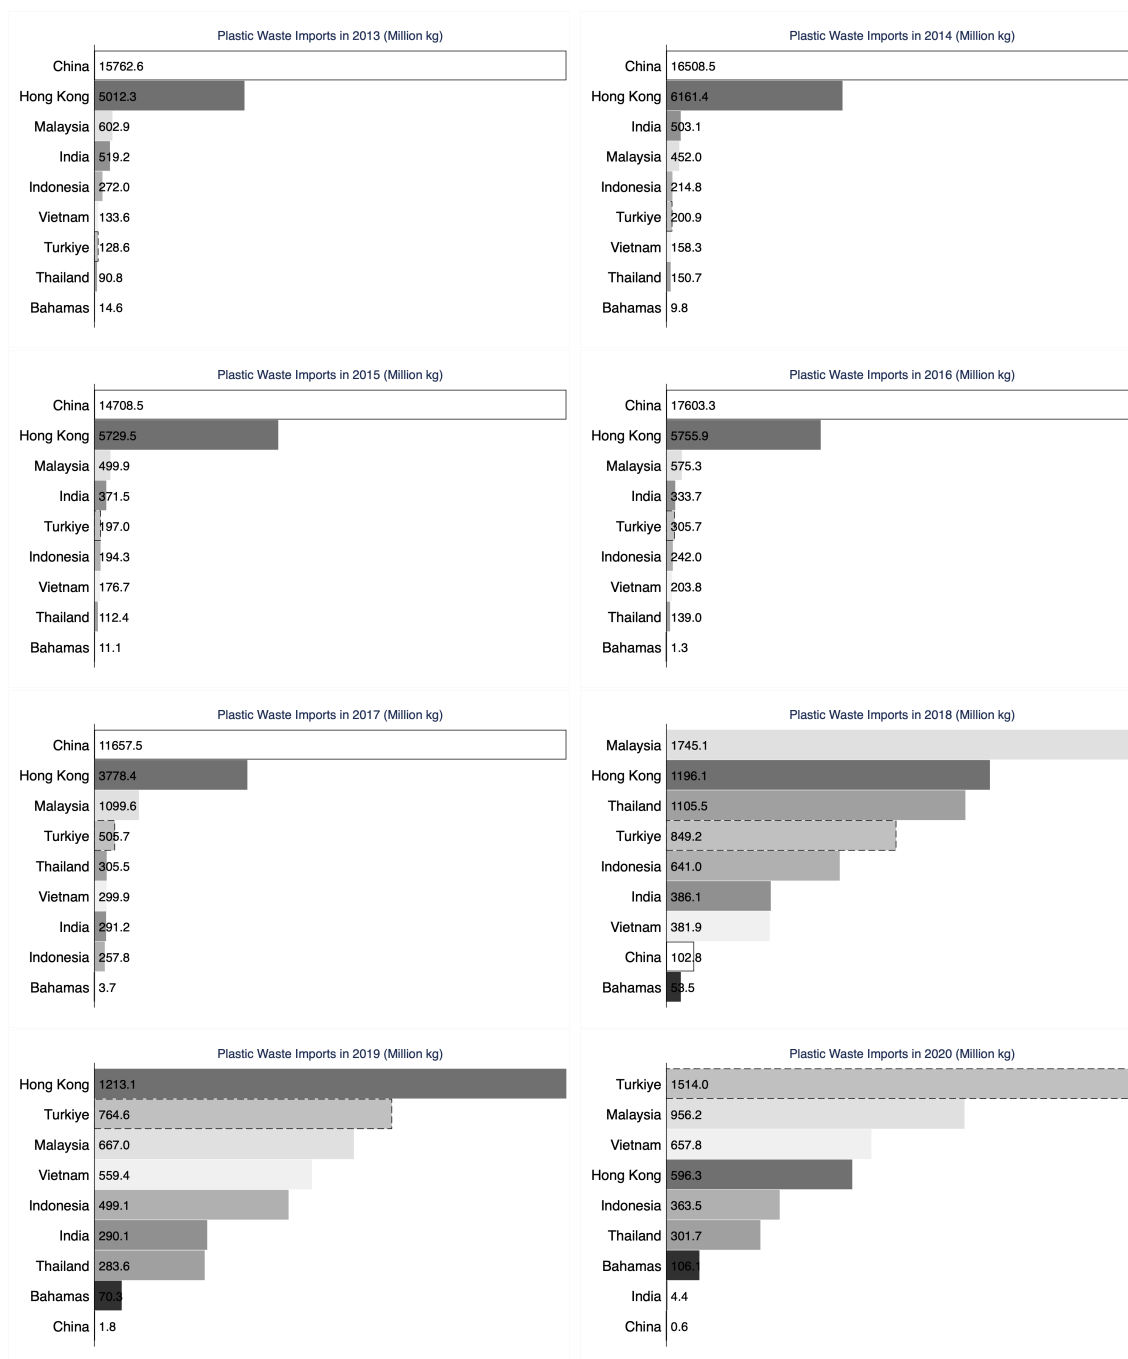 Plastic Waste Imports in 2013 (Million kg)
China 15762.6
Hong Kong 5012.3
Malaysia 602.9
India 519.2
Indonesia 272.0
Vietnam 133.6
Turkiye 128.6
Thailand 90.8
Bahamas 14.6
Plastic Waste Imports in 2014 (Million kg)
China 16508.5
Hong Kong 6161.4
India 503.1
Malaysia 452.0
Indonesia 214.8
Turkiye 200.9
Vietnam 158.3
Thailand 150.7
Bahamas 9.8
Plastic Waste Imports in 2015 (Million kg)
China 14708.5
Hong Kong 5729.5
Malaysia 499.9
India 371.5
Turkiye 197.0
Indonesia 194.3
Vietnam 176.7
Thailand 112.4
Bahamas 11.1
Plastic Waste Imports in 2016 (Million kg)
China 17603.3
Hong Kong 5755.9
Malaysia 575.3
India 333.7
Turkiye 305.7
Indonesia 242.0
Vietnam 203.8
Thailand 139.0
Bahamas 1.3
Plastic Waste Imports in 2017 (Million kg)
China 11657.5
Hong Kong 3778.4
Malaysia 1099.6
Turkiye 505.7
Thailand 305.5
Vietnam 299.9
India 291.2
Indonesia 257.8
Bahamas 3.7
Plastic Waste Imports in 2018 (Million kg)
Malaysia 1745.1
Hong Kong 1196.1
Thailand 1105.5
Turkiye 849.2
Indonesia 641.0
India 386.1
Vietnam 381.9
China 102.8
Bahamas 53.5
Plastic Waste Imports in 2019 (Million kg)
Hong Kong 1213.1
Turkiye 764.6
Malaysia 667.0
Vietnam 559.4
Indonesia 499.1
India 290.1
Thailand 283.6
Bahamas 70.3
China 1.8
Plastic Waste Imports in 2020 (Million kg)
Turkiye 1514.0
Malaysia 956.2
Vietnam 657.8
Hong Kong 596.3
Indonesia 363.5
Thailand 301.7
Bahamas 106.1
India 4.4
China 0.6